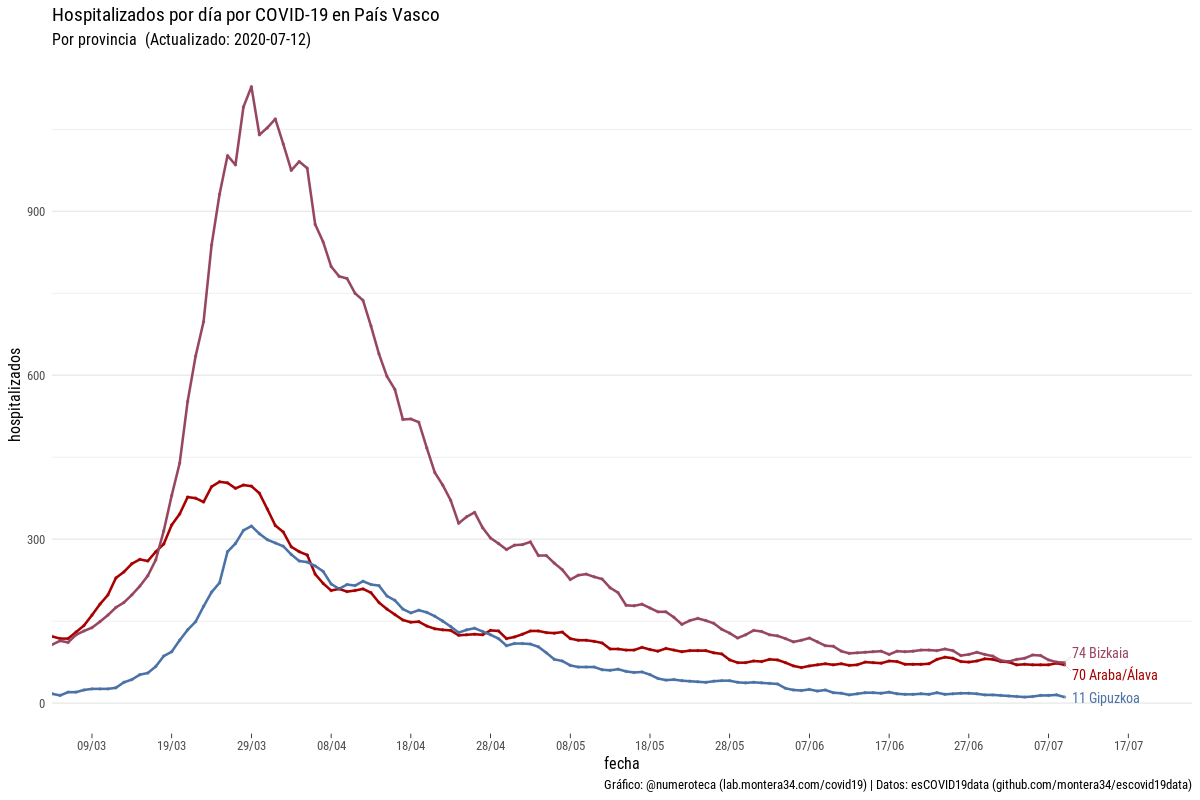 Hospitalizados por día por COVID-19 en País Vasco
Por provincia (Actualizado: 2020-07-12)
hospitalizados
900
600
300
0
74 Bizkaia
70 Araba/Álava
11 Gipuzkoa
09/03 19/03 29/03 08/04 18/04 28/04 08/05 18/05 28/05 07/06 17/06 27/06 07/07 17/07
fecha
Gráfico: @numeroteca (lab.montera34.com/covid19) | Datos: esCOVID19data (github.com/montera34/escovid19data)